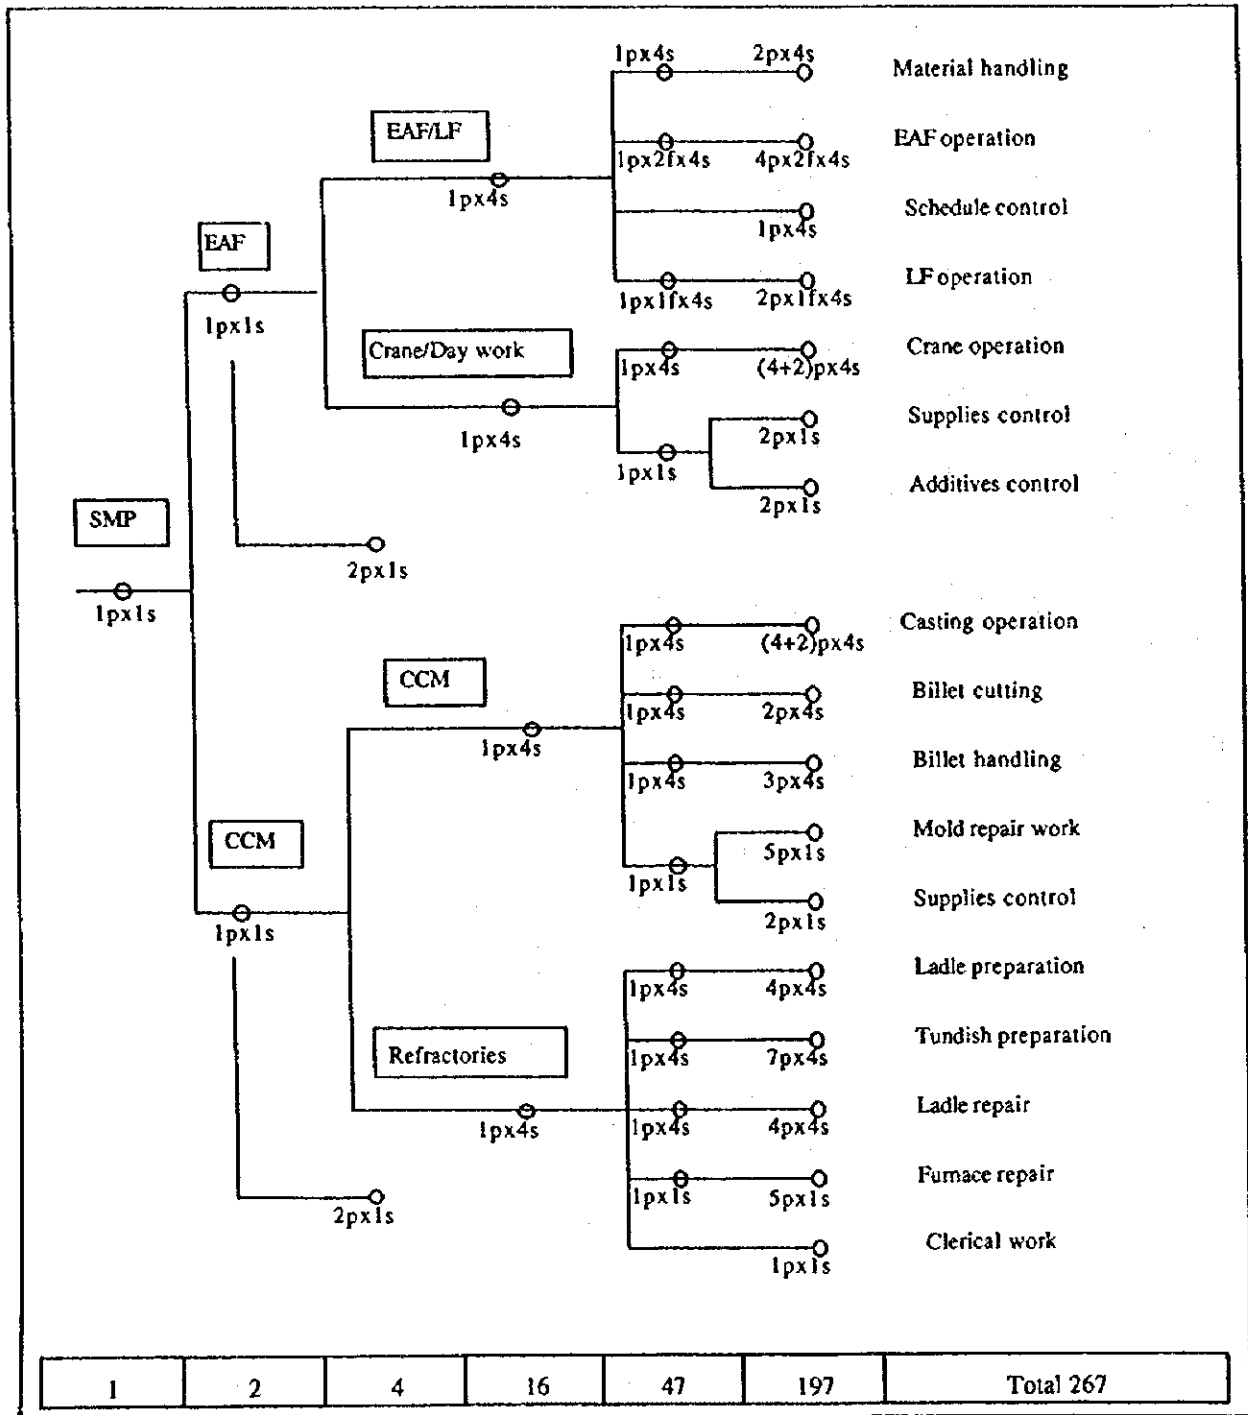 1px4s 2px4s Material handling
EAF/LF
EAF operation
1px2fx4s 4px2fx4s
1px4s
Schedule control
1px4s
EAF
LF operation
1px1fx4s 2px1fx4s
1px1s
Crane/Day work
Crane operation
1px4s (4+2)px4s
Supplies control
1px4s
2px1s
1px1s
Additives control
2px1s
SMP
2px1s
1px1s
Casting operation
1px4s (4+2)px4s
CCM
Billet cutting
1px4s 2px4s
1px4s
Billet handling
1px4s 3px4s
CCM
Mold repair work
5px1s
1px1s
Supplies control
2px1s
1px1s
Ladle preparation
1px4s 4px4s
Refractories
Tundish preparation
1px4s 7px4s
Ladle repair
1px4s
1px4s 4px4s
Furnace repair
1px1s 5px1s
2px1s
Clerical work
1px1s
1 2 4 16 47 197 Total 267